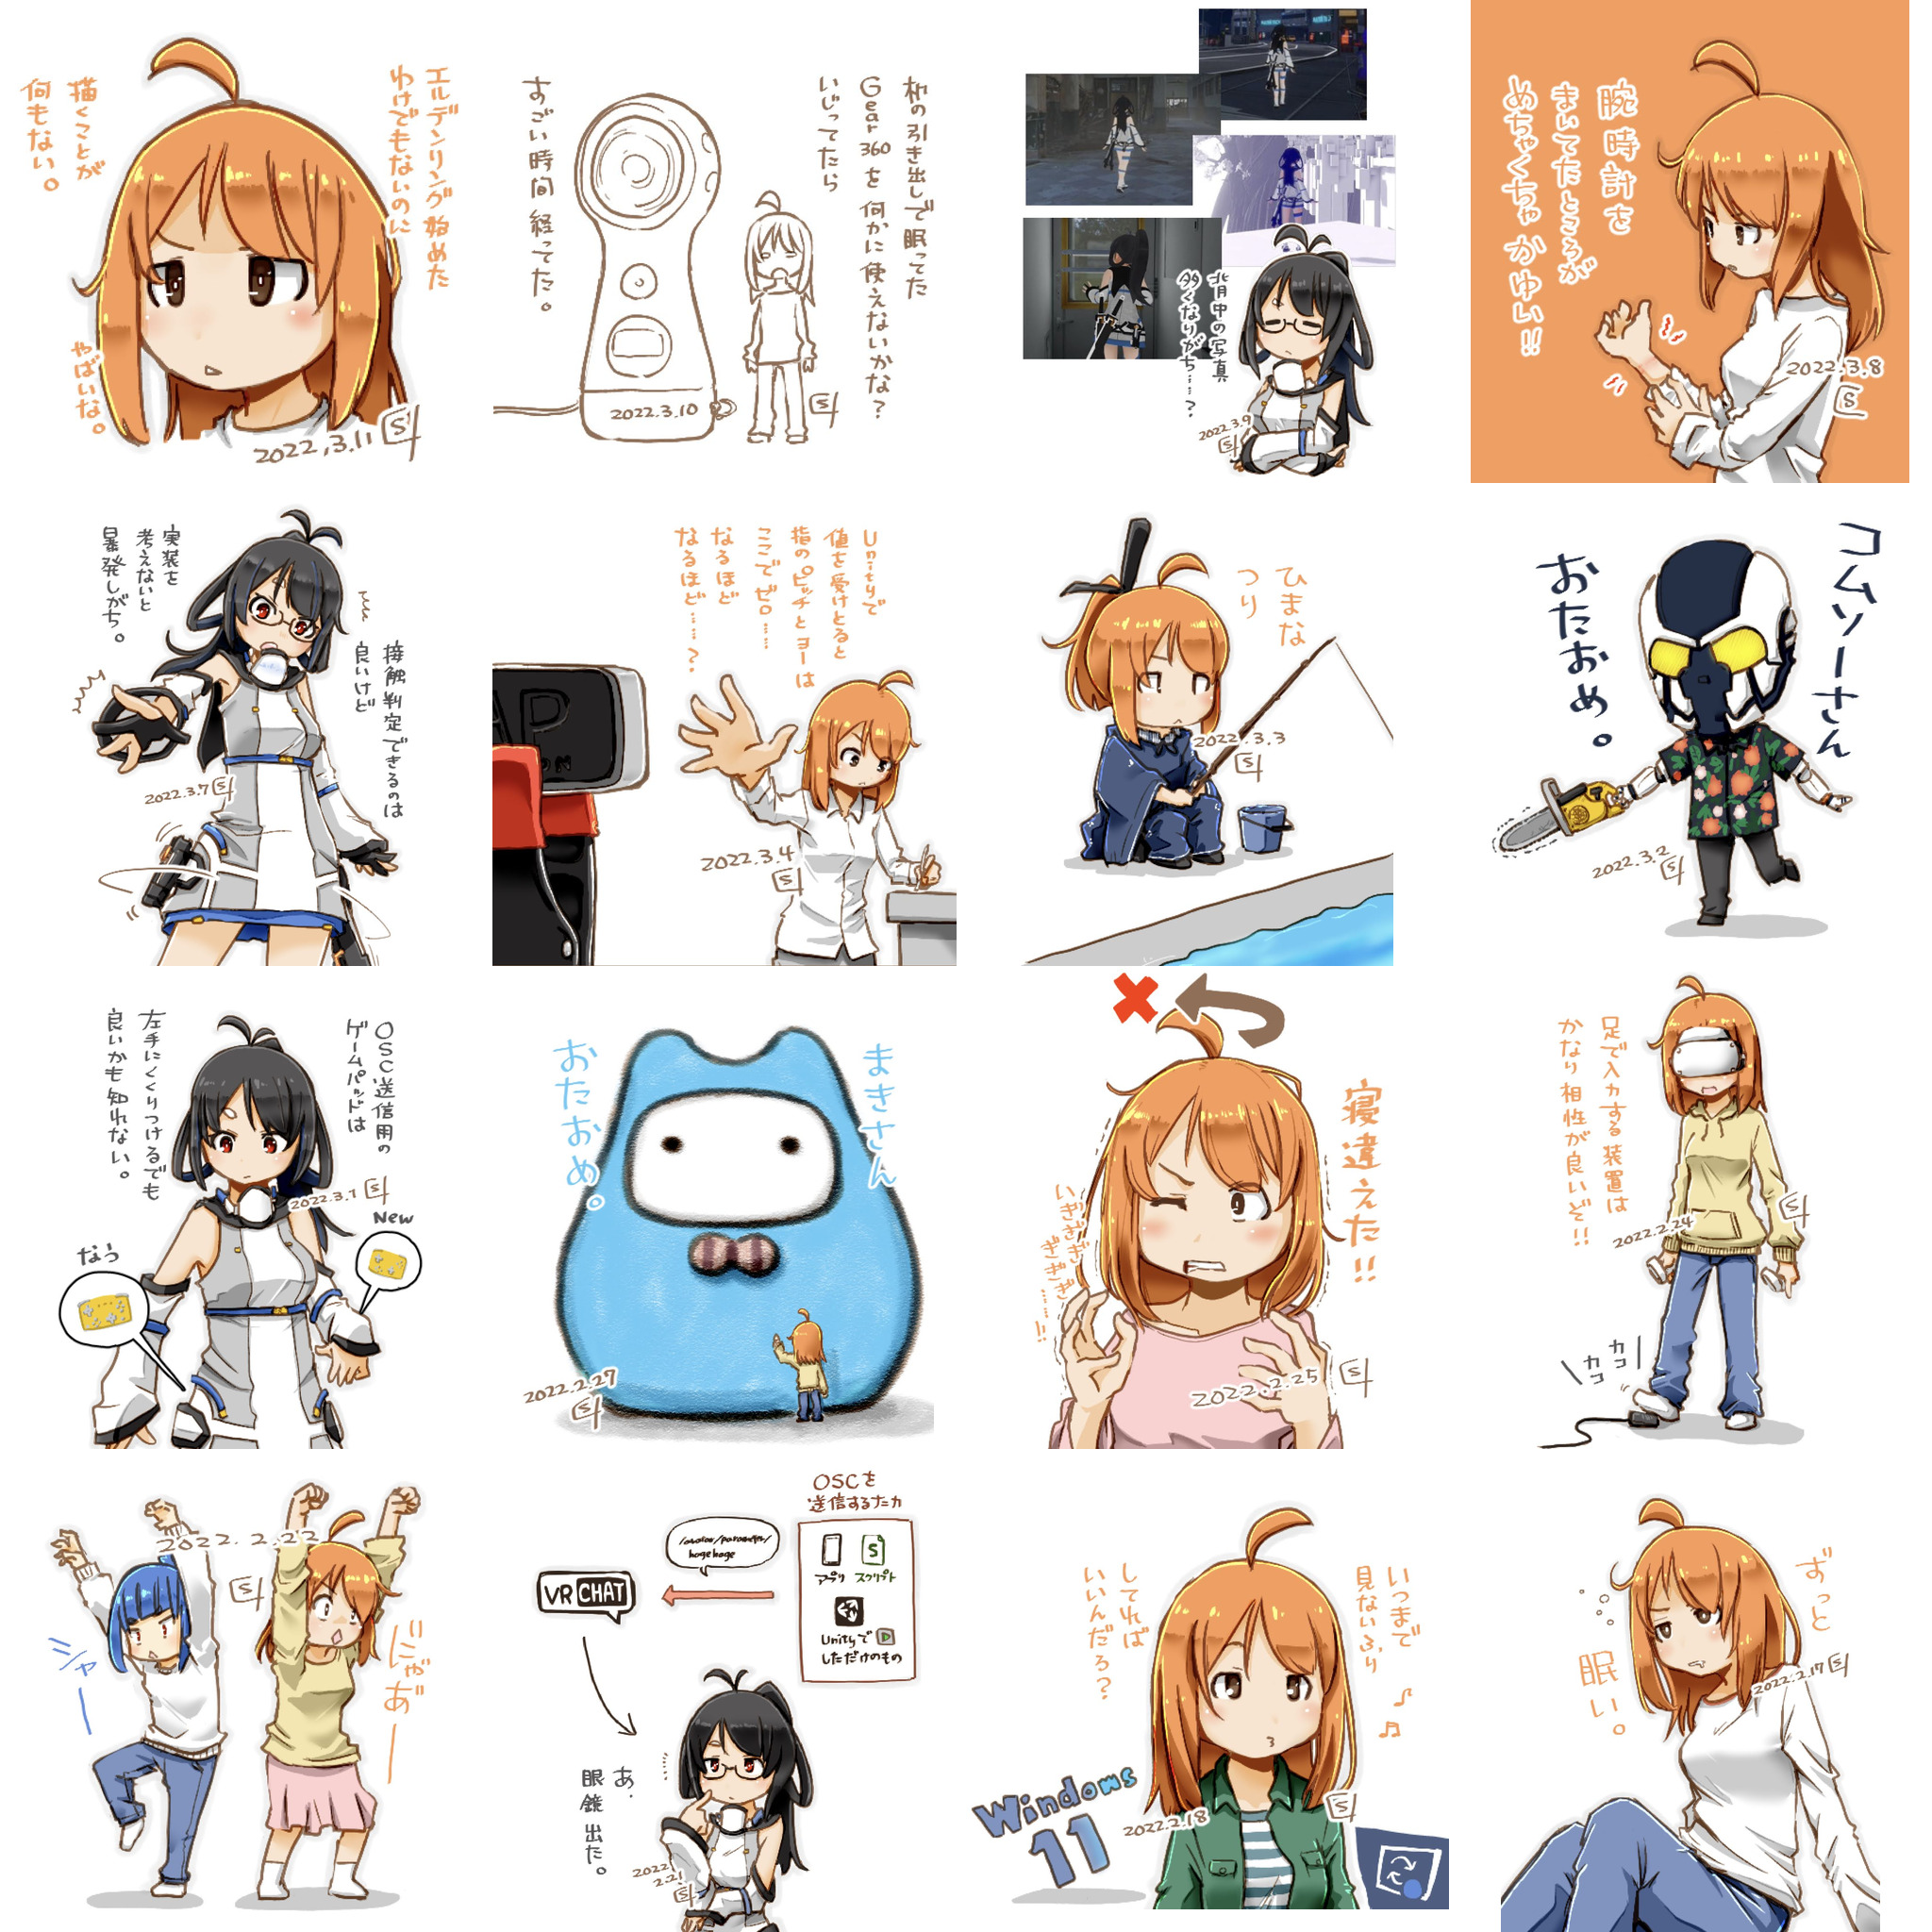 エルデンリング始めた
わけでもないのに
描くことが
何もない。
やばいな。
2022.3.11
机の引き出しで眠ってた
Gear360を何かに使えないかな?
いじってたら
すごい時間経ってた。
2022.3.10
背中の写真
多くなりがち…?
2022.3.9
腕時計を
まいてたところが
めちゃくちゃかゆい!!
2022.3.8
接触判定できるのは
良いけど
実装を
考えないと
暴発しがち。
2022.3.7
Unityで
値を受けとると
指のピッチとヨーは
ここでゼロ……
なるほど
なるほど……?
2022.3.4
ひまな
つり
2022.3.3
コムソーさん
おたおめ。
2022.3.2
OSC送信用の
ゲームパッドは
左手にくくりつけるでも
良いかも知れない。
2022.3.1
New
なう
まきさん
おたおめ。
2022.2.27
寝違えた!!
いぎぎぎ
ぎぎぎぎ……!!
2022.2.25
足で入力する装置は
かなり相性が良いぞ!!
2022.2.24
カコ
カコ
2022.2.22
シャー
にゃあ゛ー
OSCを
送信するナニカ
/avatar/parameter/
hogehoge
アプリ
スクリプト
Unityで
しただけのもの
VRCHAT
あ.
眼鏡出た。
2022
2.21
いつまで
見ないふり
してれば
いいんだろ?
Windows
11
2022.2.18
ずっと
眠い。
2022.2.17